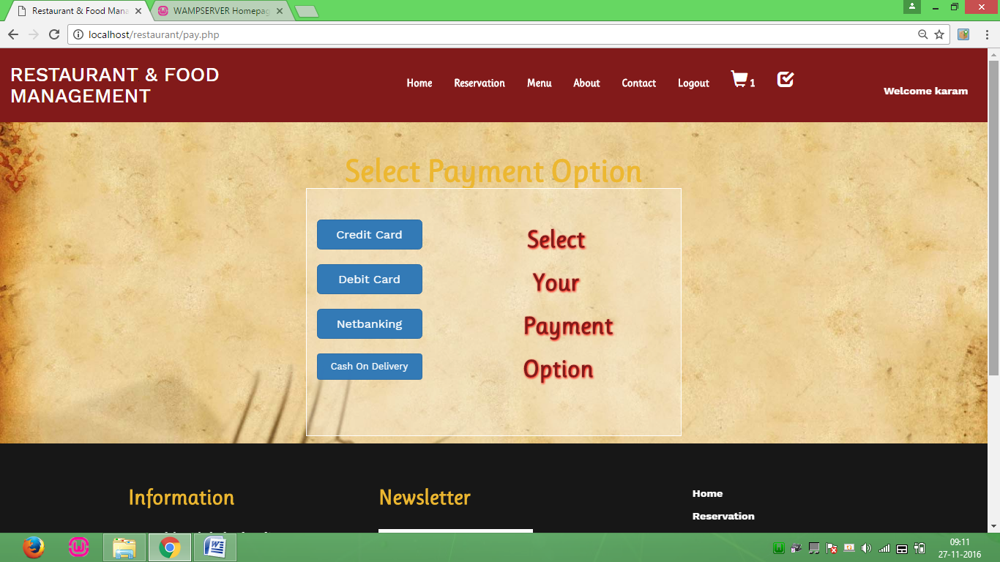 Restaurant & Food Mana
WAMPSERVER Homepag
localhost/restaurant/pay.php
RESTAURANT & FOOD
MANAGEMENT
Home Reservation Menu About Contact Logout 1
Welcome karam
Select Payment Option
Credit Card
Debit Card
Netbanking
Cash On Delivery
Select
Your
Payment
Option
Information
Newsletter
Home
Reservation
09:11
27-11-2016